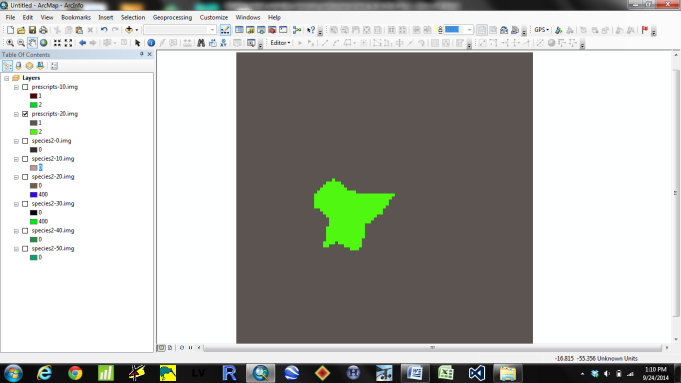 Untitled - ArcMap - ArcInfo
File Edit View Bookmarks Insert Selection Geoprocessing Customize Windows Help
GPS
Editor
Table Of Contents
Layers
prescripts-10.img
1
2
prescripts-20.img
1
2
species2-0.img
0
species2-10.img
species2-20.img
0
400
species2-30.img
0
400
species2-40.img
0
species2-50.img
0
-16.815 -55.356 Unknown Units
LV
R
1:10 PM
9/24/2014